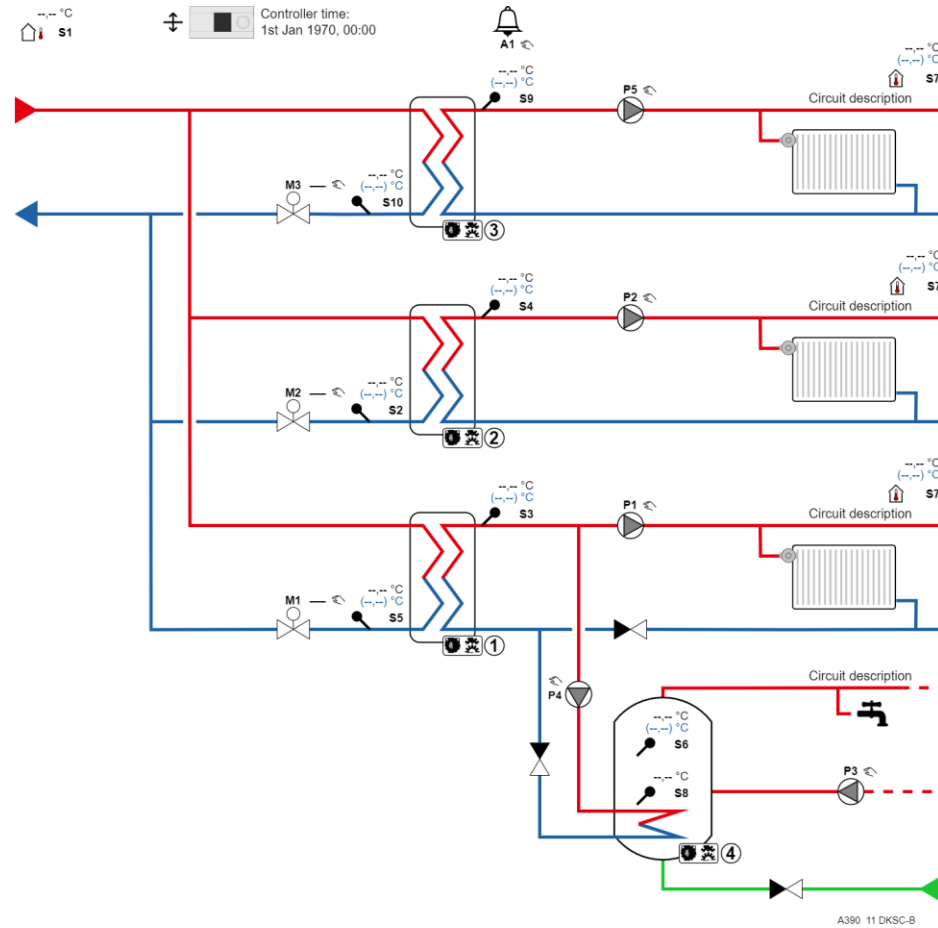 --,-- °C
S1
Controller time:
1st Jan 1970, 00:00
A1
--,-- °C
(--,--) °C
S9
P5
--,-- °C
(--,--) °C
S7
Circuit description
M3 —
--,-- °C
(--,--) °C
S10
3
--,-- °C
(--,--) °C
S4
P2
--,-- °C
(--,--) °C
S7
Circuit description
M2 —
--,-- °C
(--,--) °C
S2
2
--,-- °C
(--,--) °C
S3
P1
--,-- °C
(--,--) °C
S7
Circuit description
M1 —
--,-- °C
(--,--) °C
S5
1
P4
Circuit description
--,-- °C
(--,--) °C
S6
--,-- °C
S8
P3
4
A390 11 DKSC-B